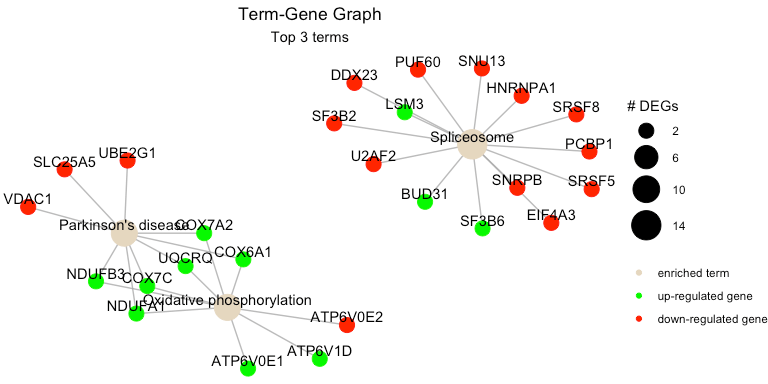 Term-Gene Graph
Top 3 terms
PUF60
SNU13
DDX23
HNRNPA1
LSM3
SRSF8
SF3B2
Spliceosome
PCBP1
U2AF2
SNRPB
SRSF5
BUD31
EIF4A3
SF3B6
UBE2G1
SLC25A5
VDAC1
Parkinson's disease
COX7A2
COX6A1
UQCRQ
NDUFB3
COX7C
NDUFA1
Oxidative phosphorylation
ATP6V0E2
ATP6V1D
ATP6V0E1
# DEGs
2
6
10
14
enriched term
up-regulated gene
down-regulated gene